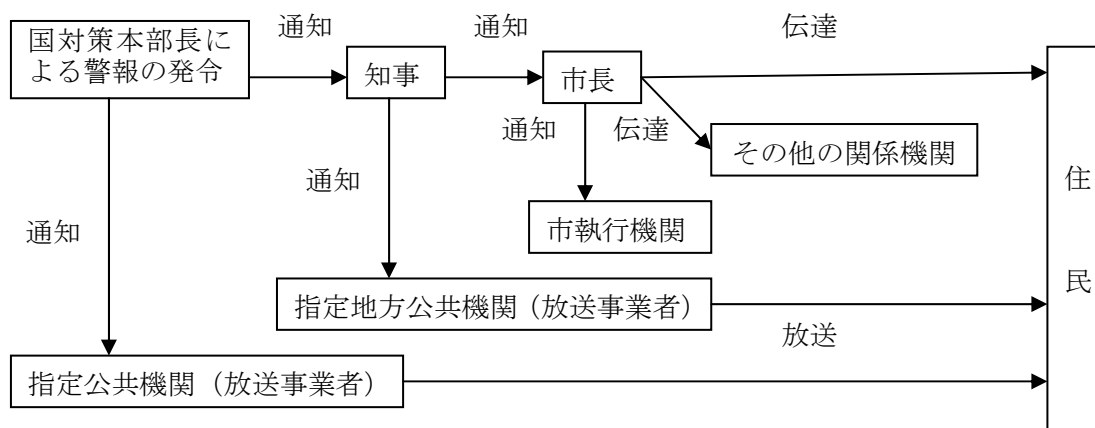 通知
通知
伝達
国対策本部長に
よる警報の発令
知事
市長
通知
伝達
その他の関係機関
住
民
通知
市執行機関
通知
指定地方公共機関（放送事業者）
放送
指定公共機関（放送事業者）